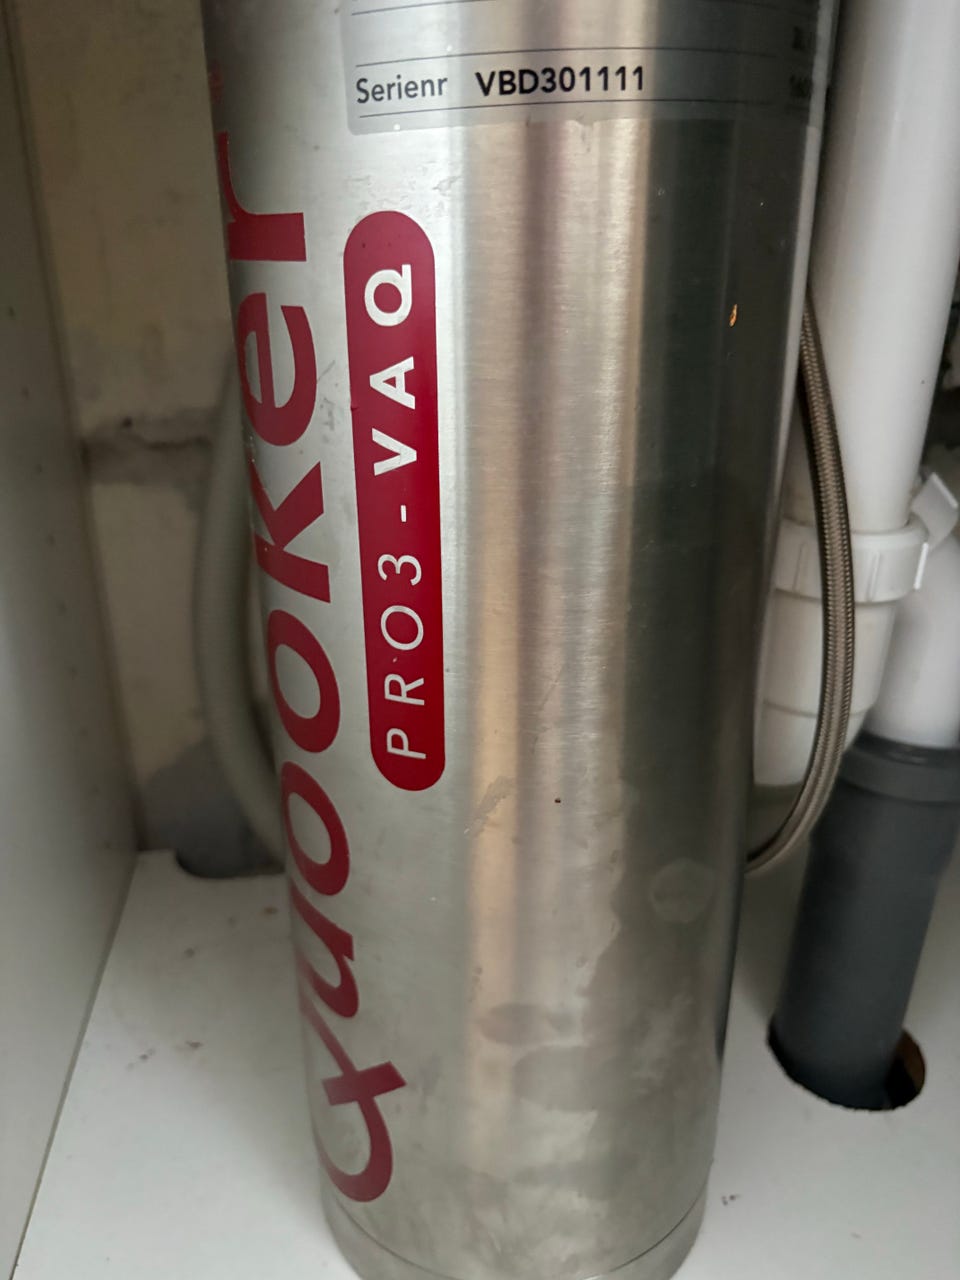 Serienr VBD301111
Quooker
PRO3-VAQ